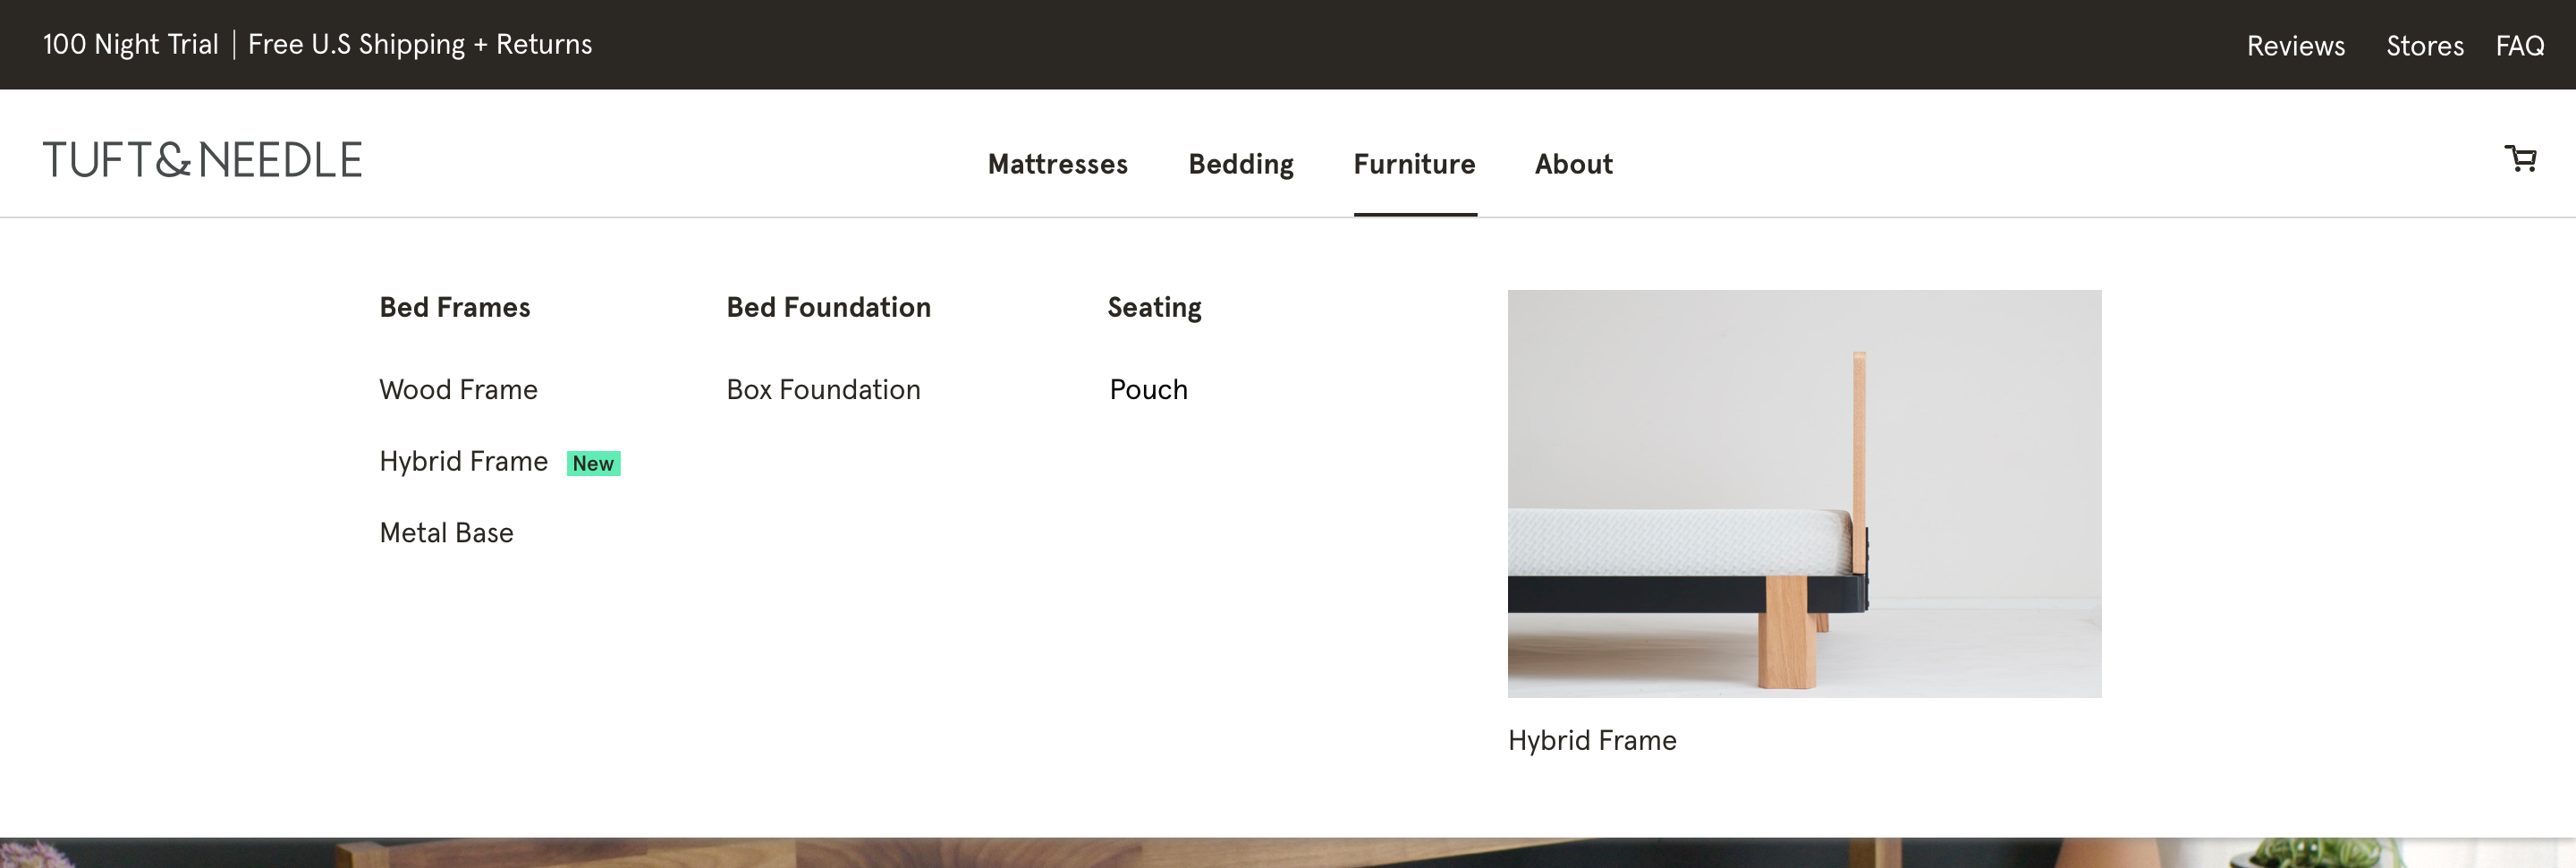 100 Night Trial | Free U.S Shipping + Returns
Reviews Stores FAQ
TUFT & NEEDLE
Mattresses Bedding Furniture About
Bed Frames
Wood Frame
Hybrid Frame New
Metal Base
Bed Foundation
Box Foundation
Seating
Pouch
Hybrid Frame